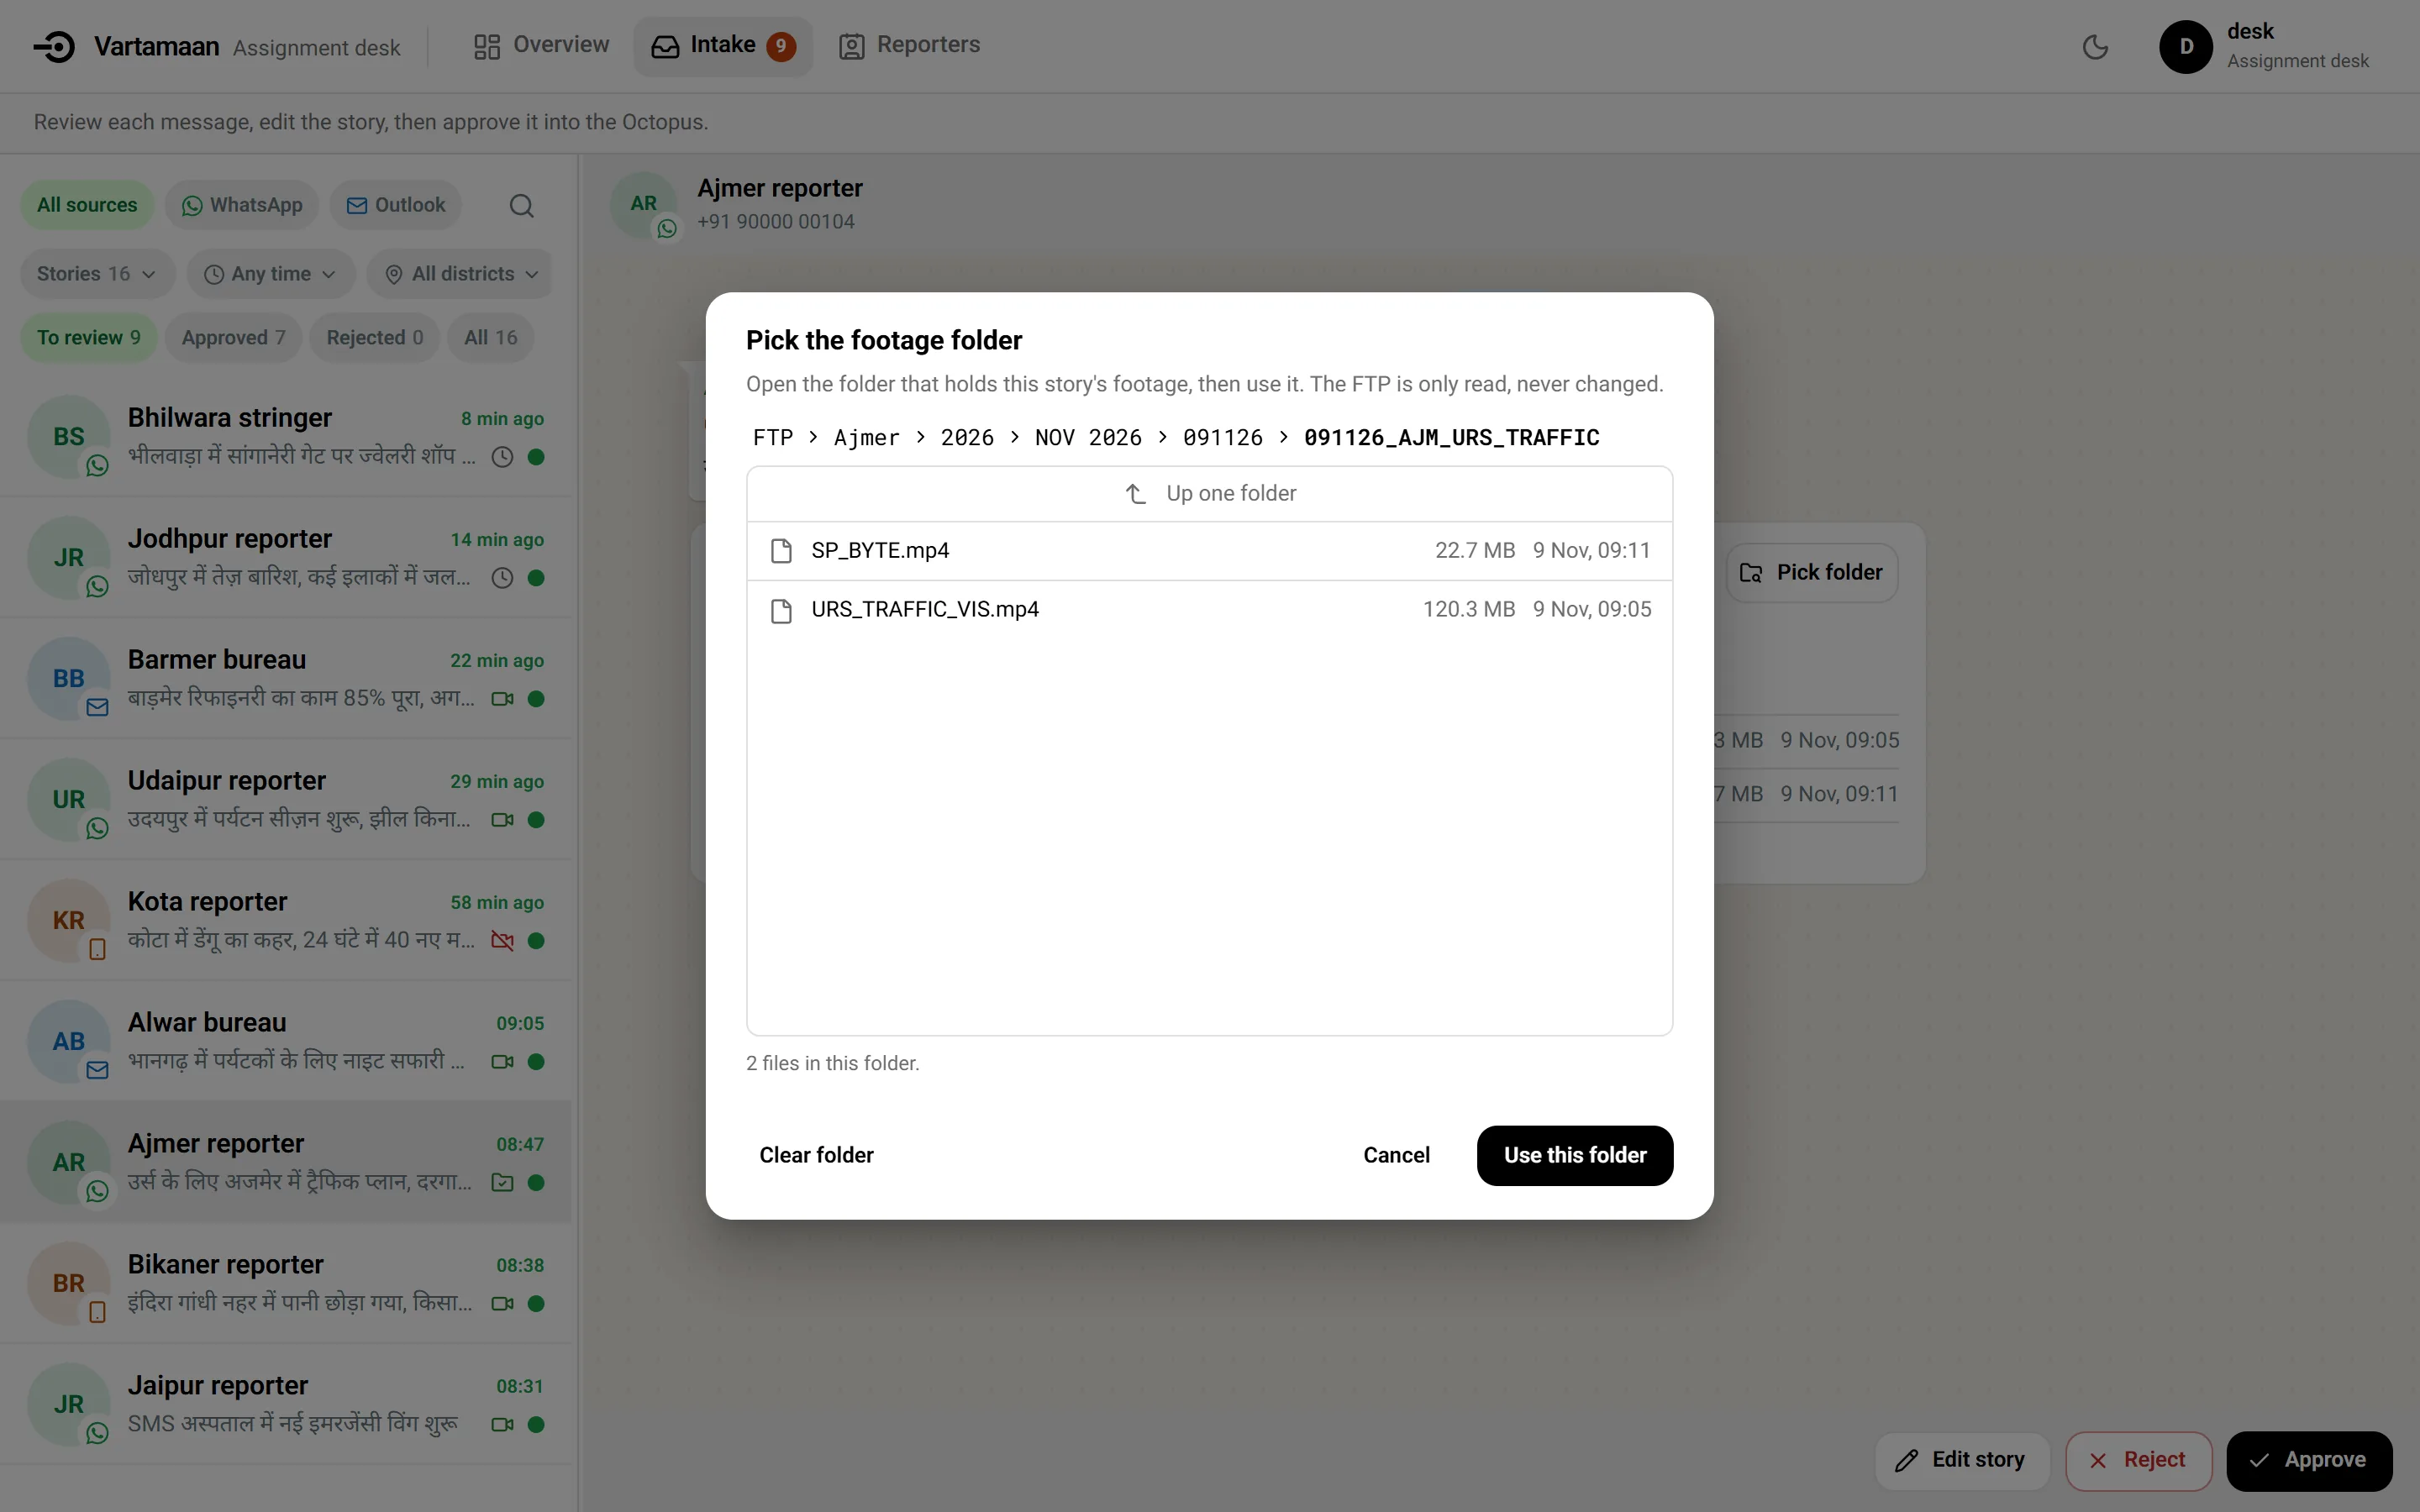 Vartamaan Assignment desk
Overview
Intake 9
Reporters
D
desk
Assignment desk
Review each message, edit the story, then approve it into the Octopus.
All sources
WhatsApp
Outlook
Stories 16
Any time
All districts
To review 9
Approved 7
Rejected 0
All 16
BS
Bhilwara stringer
8 min ago
भीलवाड़ा में सांगानेरी गेट पर ज्वेलरी शॉप ...
JR
Jodhpur reporter
14 min ago
जोधपुर में तेज़ बारिश, कई इलाकों में जल...
BB
Barmer bureau
22 min ago
बाड़मेर रिफाइनरी का काम 85% पूरा, अग...
UR
Udaipur reporter
29 min ago
उदयपुर में पर्यटन सीज़न शुरू, झील किना...
KR
Kota reporter
58 min ago
कोटा में डेंगू का कहर, 24 घंटे में 40 नए म...
AB
Alwar bureau
09:05
भानगढ़ में पर्यटकों के लिए नाइट सफारी ...
AR
Ajmer reporter
08:47
उर्स के लिए अजमेर में ट्रैफिक प्लान, दरगा...
BR
Bikaner reporter
08:38
इंदिरा गांधी नहर में पानी छोड़ा गया, किसा...
JR
Jaipur reporter
08:31
SMS अस्पताल में नई इमरजेंसी विंग शुरू
AR
Ajmer reporter
+91 90000 00104
Pick the footage folder
Open the folder that holds this story's footage, then use it. The FTP is only read, never changed.
FTP > Ajmer > 2026 > NOV 2026 > 091126 > 091126_AJM_URS_TRAFFIC
Up one folder
SP_BYTE.mp4 22.7 MB 9 Nov, 09:11
URS_TRAFFIC_VIS.mp4 120.3 MB 9 Nov, 09:05
2 files in this folder.
Clear folder
Cancel
Use this folder
Pick folder
3 MB 9 Nov, 09:05
7 MB 9 Nov, 09:11
Edit story
Reject
Approve